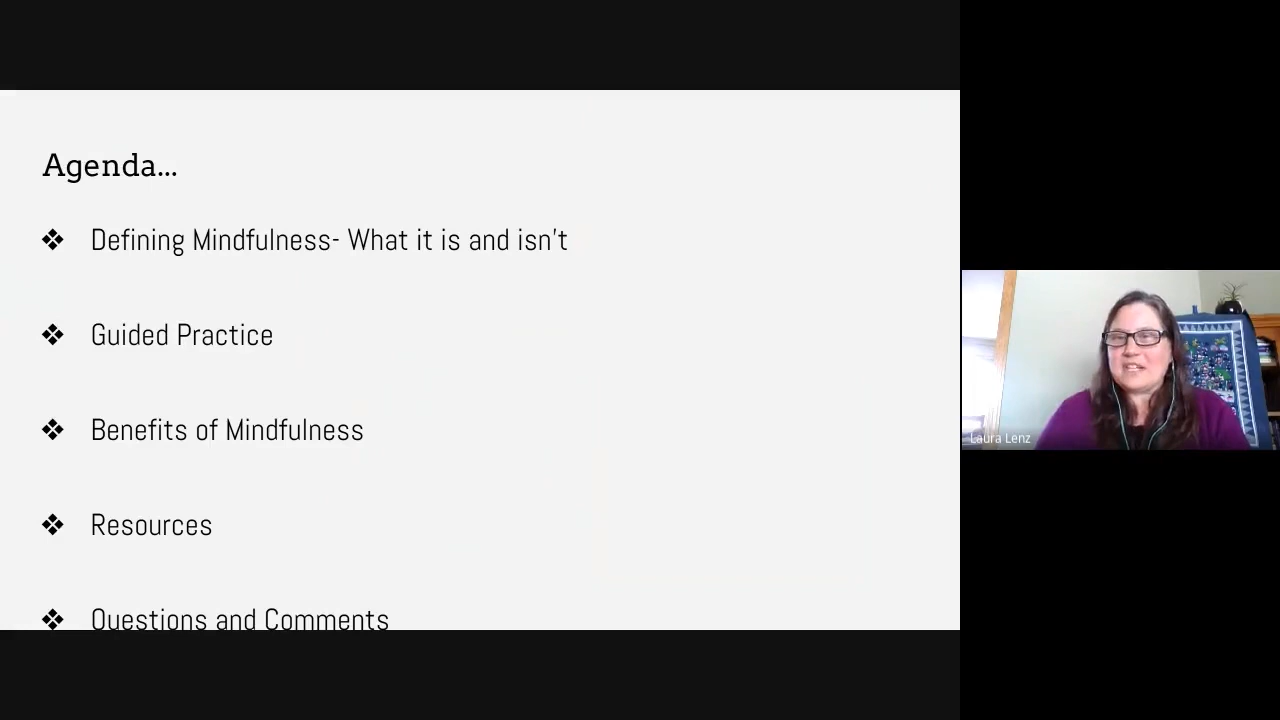 Agenda...
❖ Defining Mindfulness- What it is and isn't
❖ Guided Practice
❖ Benefits of Mindfulness
❖ Resources
❖ Questions and Comments
Laura Lenz